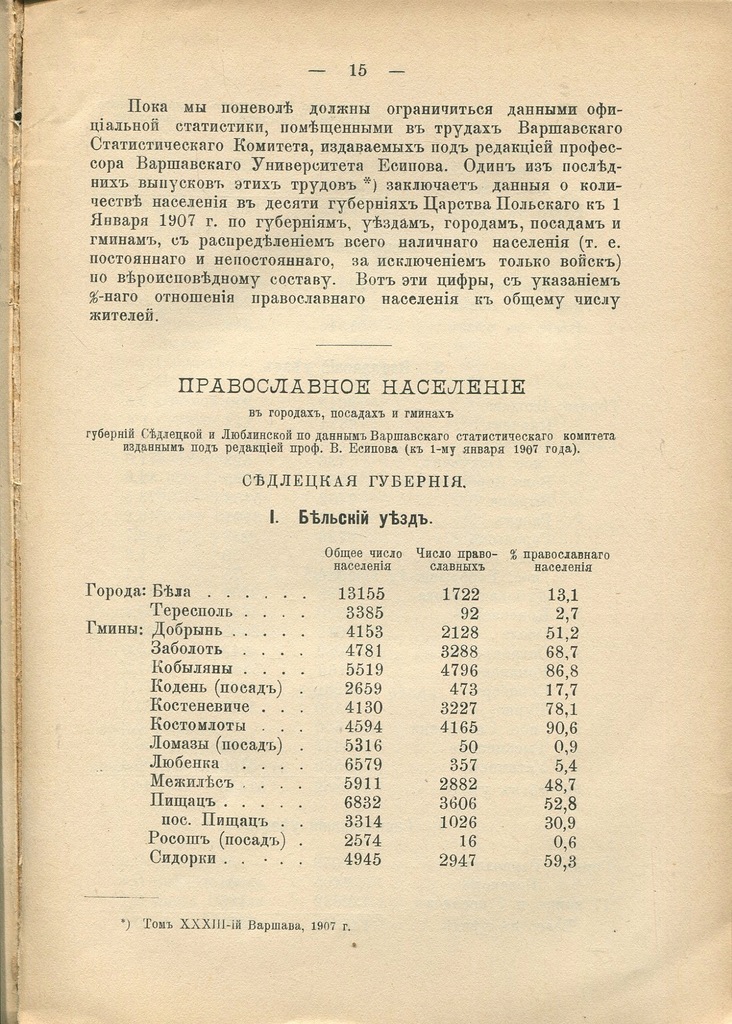 — 15 —
Пока мы поневолѣ должны ограничиться данными офи-
ціальной статистики, помѣщенными въ трудахъ Варшавскаго
Статистическаго Комитета, издаваемыхъ подъ редакціей профес-
сора Варшавскаго Университета Есипова. Одинъ изъ послѣд-
нихъ выпусковъ этихъ трудовъ *) заключаетъ данныя о коли-
чествѣ населенія въ десяти губерніяхъ Царства Польскаго къ 1
Января 1907 г. по губерніямъ, уѣздамъ, городамъ, посадамъ и
гминамъ, съ распредѣленіемъ всего наличнаго населенія (т. е.
постояннаго и непостояннаго, за исключеніемъ только войскъ)
по вѣроисповѣдному составу. Вотъ эти цифры, съ указаніемъ
%-наго отношенія православнаго населенія къ общему числу
жителей.
ПРАВОСЛАВНОЕ НАСЕЛЕНІЕ
въ городахъ, посадахъ и гминахъ
губерній Сѣдлецкой и Люблинской по даннымъ Варшавскаго статистическаго комитета
изданнымъ подъ редакціей проф. В. Есипова (къ 1-му января 1907 года).
СѢДЛЕЦКАЯ ГУБЕРНІЯ.
I. Бѣльскій уѣздъ.
Общее число Число право- % православнаго
населенія славныхъ населенія
Города: Бѣла . . . . . . 13155 1722 13,1
Тересполь . . . . 3385 92 2,7
Гмины: Добрынь . . . . . 4153 2128 51,2
Заболоть . . . . 4781 3288 68,7
Кобыляны . . . . 5519 4796 86,8
Кодень (посадъ) . 2659 473 17,7
Костеневиче . . . 4130 3227 78,1
Костомлоты . . . 4594 4165 90,6
Ломазы (посадъ) . 5316 50 0,9
Любенка . . . . 6579 357 5,4
Межилѣсъ . . . . 5911 2882 48,7
Пищацъ . . . . . 6832 3606 52,8
пос. Пищацъ . . 3314 1026 30,9
Росошъ (посадъ) . 2574 16 0,6
Сидорки . . . . . 4945 2947 59,3
*) Томъ XXXIII-ій Варшава, 1907 г.